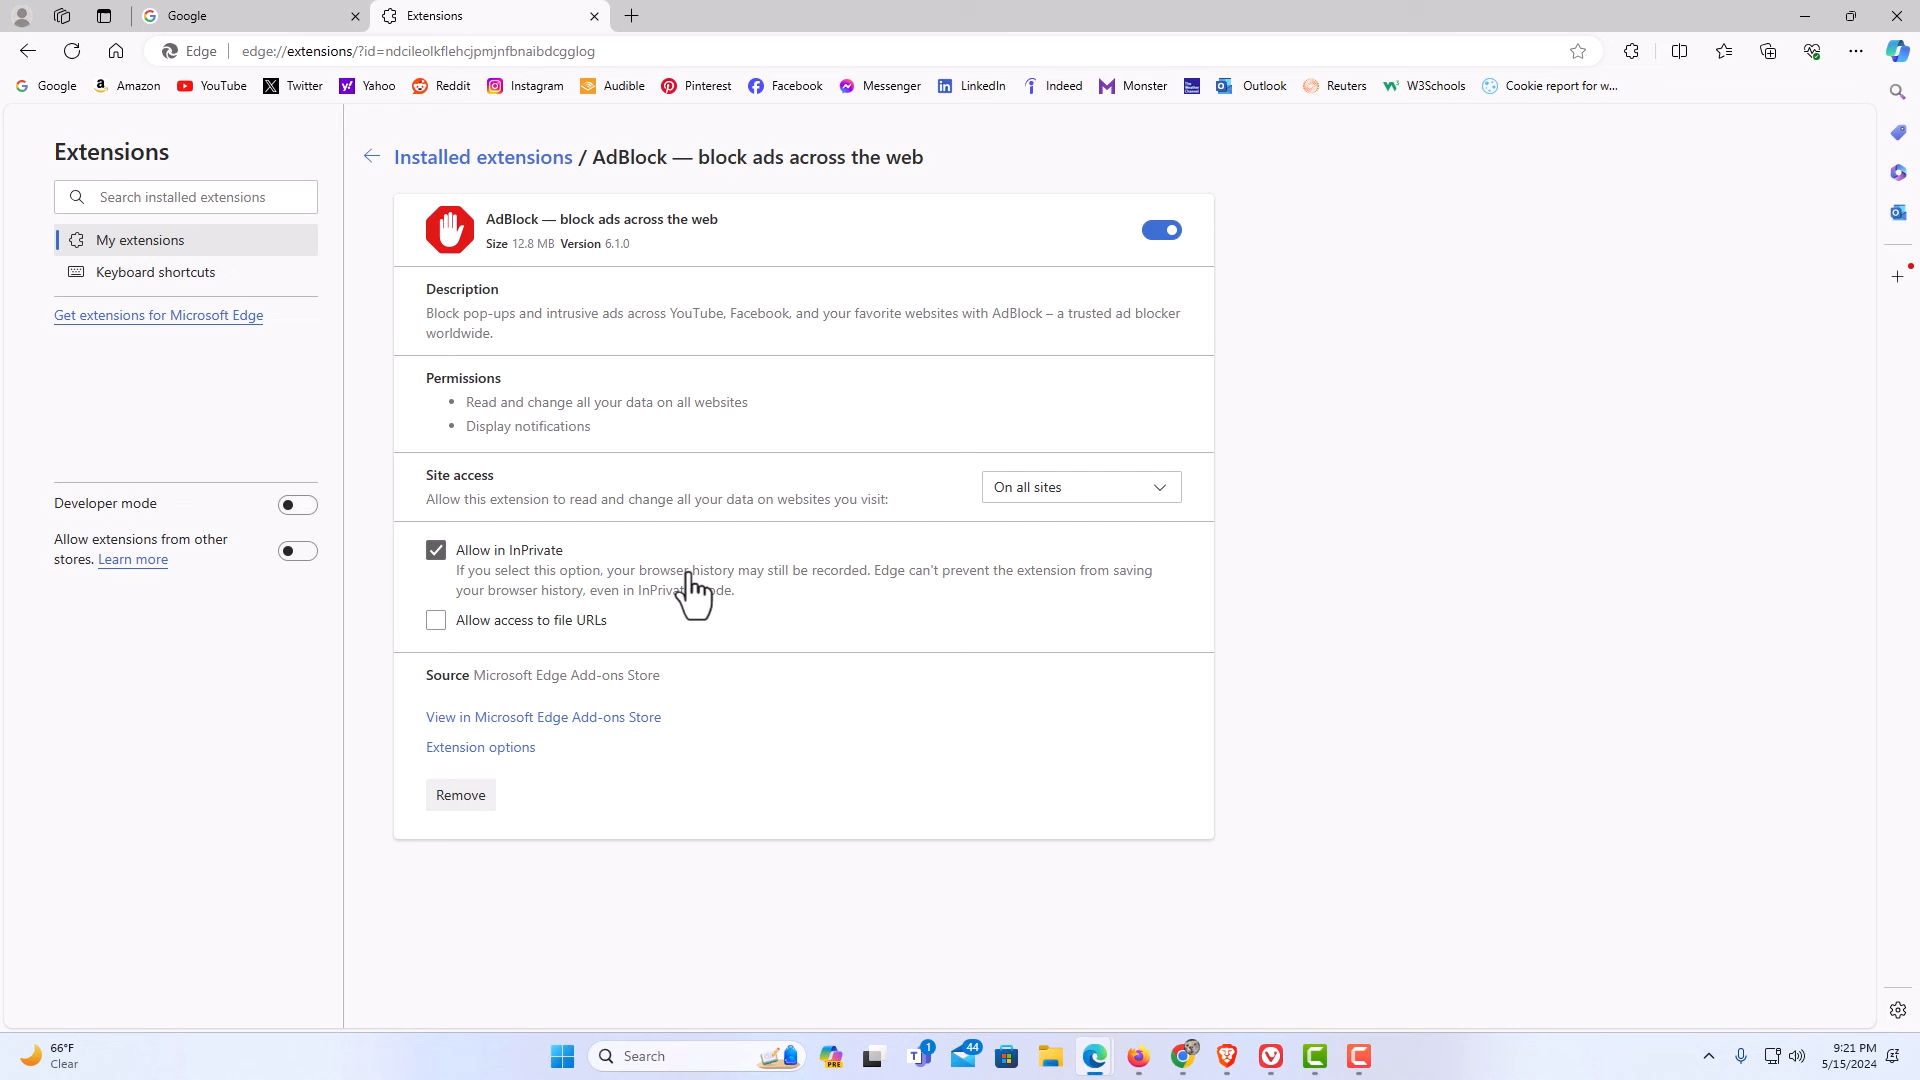 Google
Extensions
Edge
edge://extensions/?id=ndcileolkflehcjpmjnfbnaibdcgglog
Google
Amazon
YouTube
Twitter
Yahoo
Reddit
Instagram
Audible
Pinterest
Facebook
Messenger
LinkedIn
Indeed
Monster
Outlook
Reuters
W3Schools
Cookie report for w...
Extensions
Search installed extensions
My extensions
Keyboard shortcuts
Get extensions for Microsoft Edge
Developer mode
Allow extensions from other
stores. Learn more
Installed extensions / AdBlock — block ads across the web
AdBlock — block ads across the web
Size 12.8 MB Version 6.1.0
Description
Block pop-ups and intrusive ads across YouTube, Facebook, and your favorite websites with AdBlock – a trusted ad blocker
worldwide.
Permissions
• Read and change all your data on all websites
• Display notifications
Site access
Allow this extension to read and change all your data on websites you visit:
On all sites
Allow in InPrivate
If you select this option, your browser history may still be recorded. Edge can't prevent the extension from saving
your browser history, even in InPrivate mode.
Allow access to file URLs
Source Microsoft Edge Add-ons Store
View in Microsoft Edge Add-ons Store
Extension options
Remove
66°F
Clear
Search
PRE
1
44
9:21 PM
5/15/2024